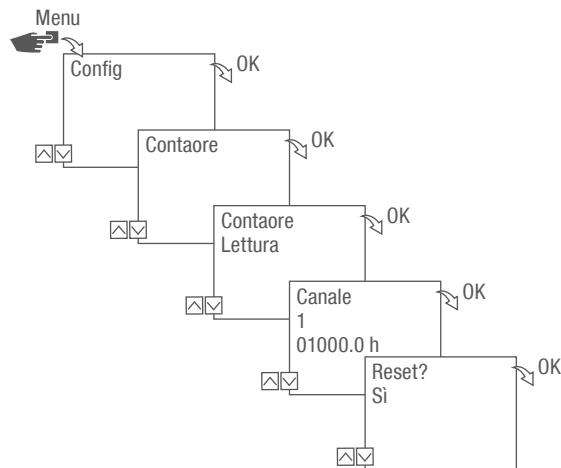 Menu
Config
OK
Contaore
OK
Contaore
Lettura
OK
Canale
1
01000.0 h
OK
Reset?
Sì
OK